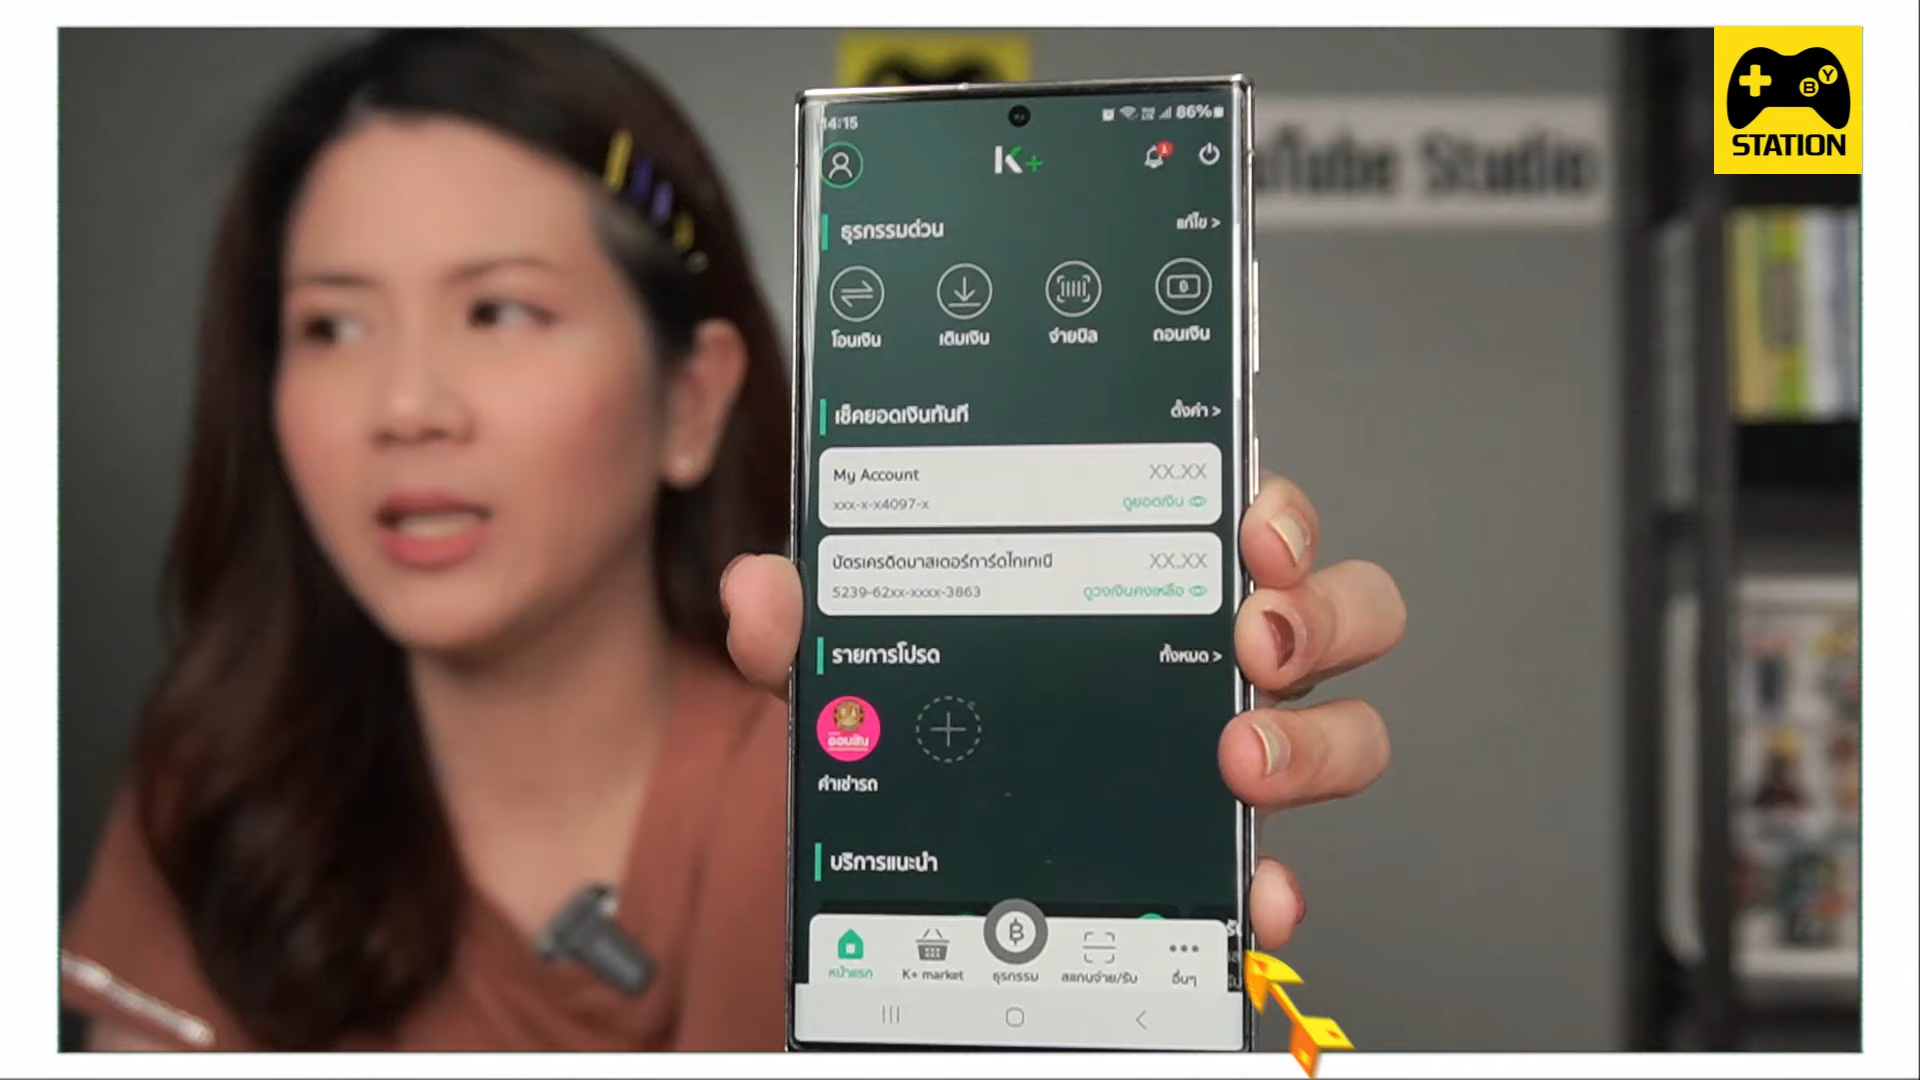 BY
STATION
YouTube Studio
14:15
86%
K+
1
ธุรกรรมด่วน
แก้ไข >
โอนเงิน
เติมเงิน
จ่ายบิล
ถอนเงิน
เช็คยอดเงินทันที
ตั้งค่า >
My Account
XX.XX
xxx-x-x4097-x
ดูยอดเงิน
บัตรเครดิตมาสเตอร์การ์ดไทเทเนี
XX.XX
5239-62xx-xxxx-3863
ดูวงเงินคงเหลือ
รายการโปรด
ทั้งหมด >
ออมสิน
ค่าเช่ารถ
บริการแนะนำ
หน้าแรก
K+ market
ธุรกรรม
สแกนจ่าย/รับ
อื่นๆ